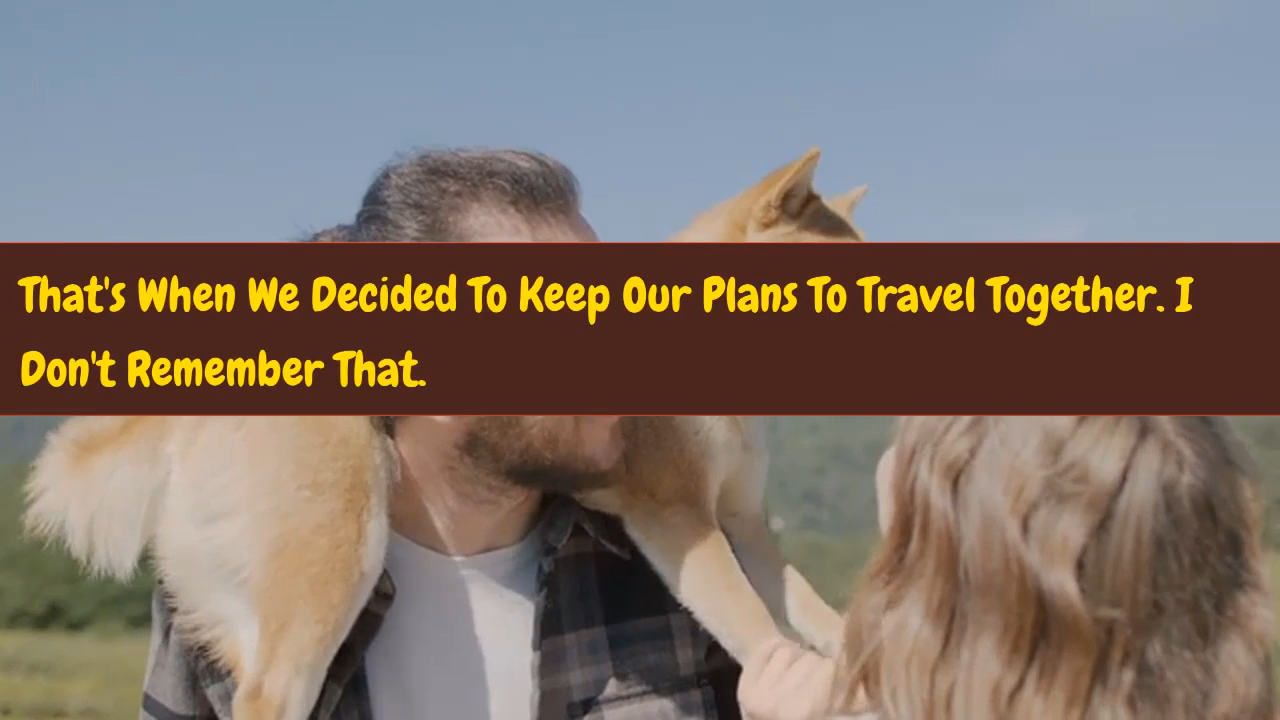 That's When We Decided To Keep Our Plans To Travel Together. I
Don't Remember That.